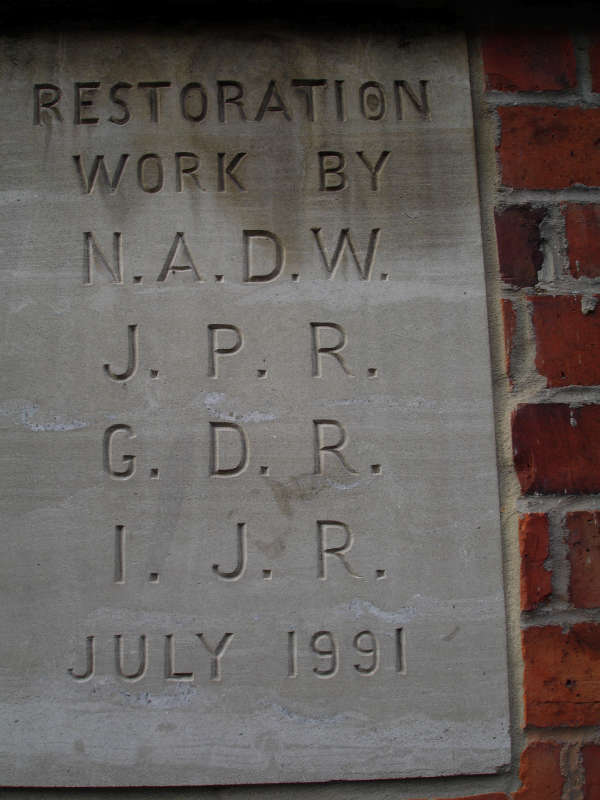 RESTORATION
WORK BY
N.A.D.W.
J. P. R.
G. D. R.
I. J. R.
JULY 1991